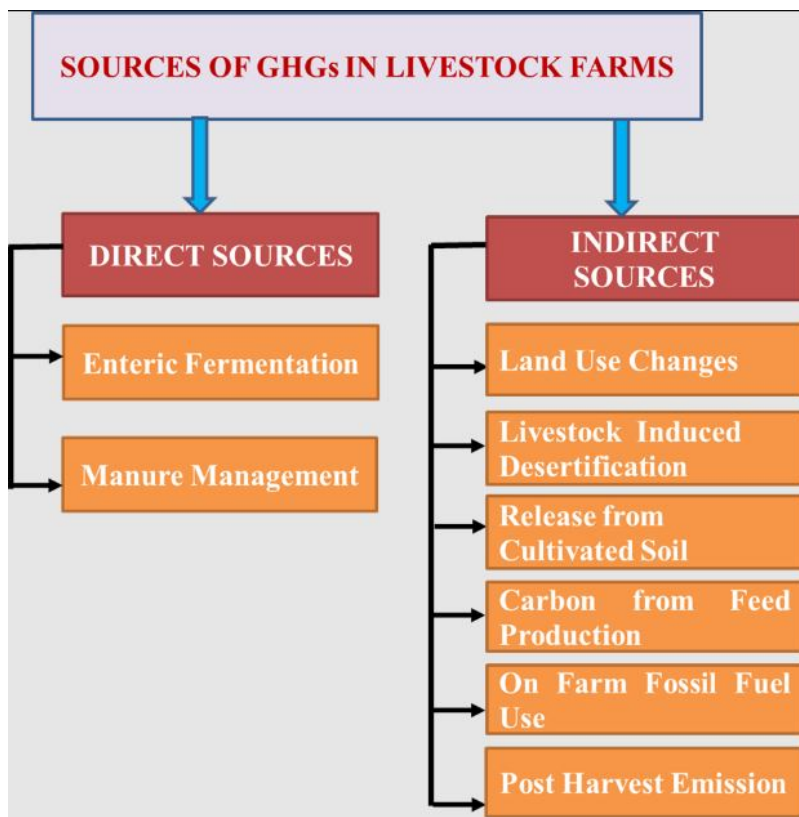 SOURCES OF GHGs IN LIVESTOCK FARMS
DIRECT SOURCES
Enteric Fermentation
Manure Management
INDIRECT
SOURCES
Land Use Changes
Livestock Induced
Desertification
Release from
Cultivated Soil
Carbon from Feed
Production
On Farm Fossil Fuel
Use
Post Harvest Emission